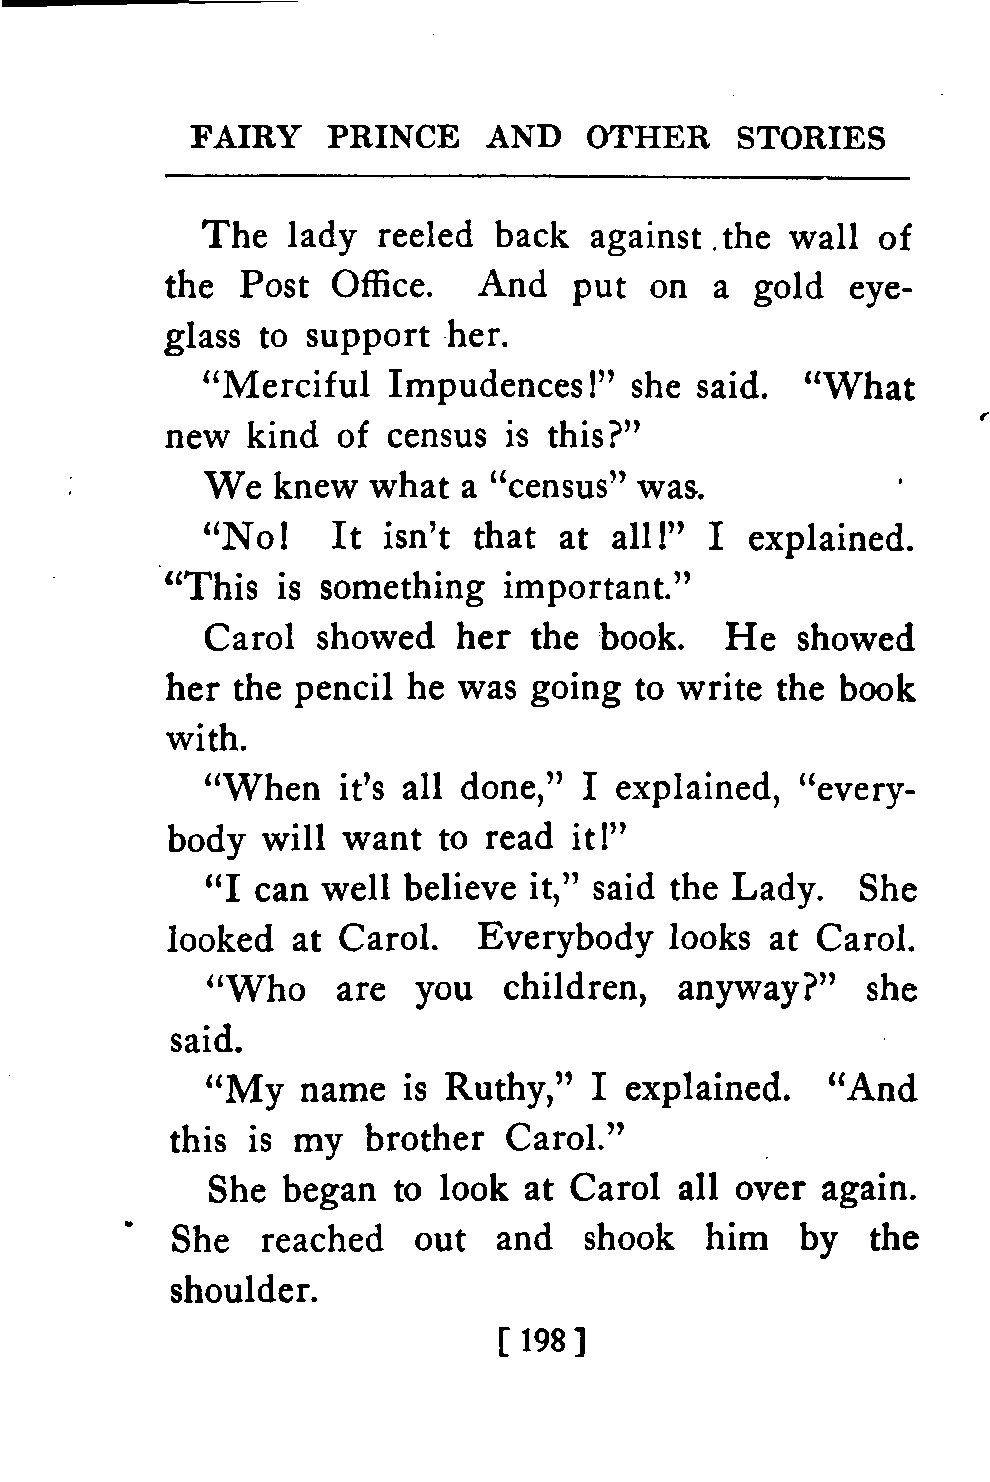 FAIRY PRINCE AND OTHER STORIES
The lady reeled back against the wall of
the Post Office. And put on a gold eye-
glass to support her.
“Merciful Impudences!” she said. “What
new kind of census is this?”
We knew what a “census” was.
“No! It isn't that at all!” I explained.
“This is something important.”
Carol showed her the book. He showed
her the pencil he was going to write the book
with.
“When it's all done,” I explained, “every-
body will want to read it!”
“I can well believe it,” said the Lady. She
looked at Carol. Everybody looks at Carol.
“Who are you children, anyway?” she
said.
“My name is Ruthy,” I explained. “And
this is my brother Carol.”
She began to look at Carol all over again.
She reached out and shook him by the
shoulder.
[ 198 ]